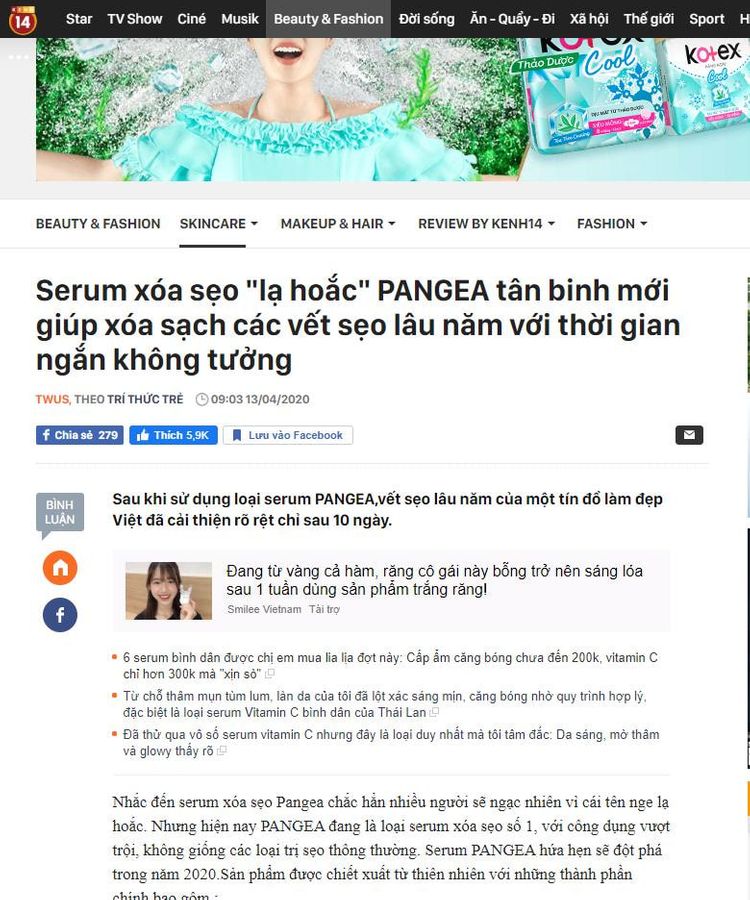 14
Star TV Show Ciné Musik Beauty & Fashion Đời sống Ăn - Quẩy - Đi Xã hội Thế giới Sport
Thảo Dược
Cool
kotex
Cool
BEAUTY & FASHION SKINCARE MAKEUP & HAIR REVIEW BY KENH14 FASHION
Serum xóa sẹo "lạ hoắc" PANGEA tân binh mới
giúp xóa sạch các vết sẹo lâu năm với thời gian
ngắn không tưởng
TWUS, THEO TRÍ THỨC TRẺ 09:03 13/04/2020
f Chia sẻ 279 Thích 5,9K Lưu vào Facebook
BÌNH
LUẬN
Sau khi sử dụng loại serum PANGEA,vết sẹo lâu năm của một tín đồ làm đẹp
Việt đã cải thiện rõ rệt chỉ sau 10 ngày.
Đang từ vàng cả hàm, răng cô gái này bỗng trở nên sáng lóa
sau 1 tuần dùng sản phẩm trắng răng!
Smilee Vietnam Tài trợ
f
6 serum bình dân được chị em mua lia lịa đợt này: Cấp ẩm căng bóng chưa đến 200k, vitamin C
chỉ hơn 300k mà "xịn sò"
Từ chỗ thâm mụn tùm lum, làn da của tôi đã lột xác sáng mịn, căng bóng nhờ quy trình hợp lý,
đặc biệt là loại serum Vitamin C bình dân của Thái Lan
Đã thử qua vô số serum vitamin C nhưng đây là loại duy nhất mà tôi tâm đắc: Da sáng, mờ thâm
và glowy thấy rõ
Nhắc đến serum xóa sẹo Pangea chắc hẳn nhiều người sẽ ngạc nhiên vì cái tên nge lạ
hoắc. Nhưng hiện nay PANGEA đang là loại serum xóa sẹo số 1, với công dụng vượt
trội, không giống các loại trị sẹo thông thường. Serum PANGEA hứa hẹn sẽ đột phá
trong năm 2020.Sản phẩm được chiết xuất từ thiên nhiên với những thành phần
chính bao gồm :